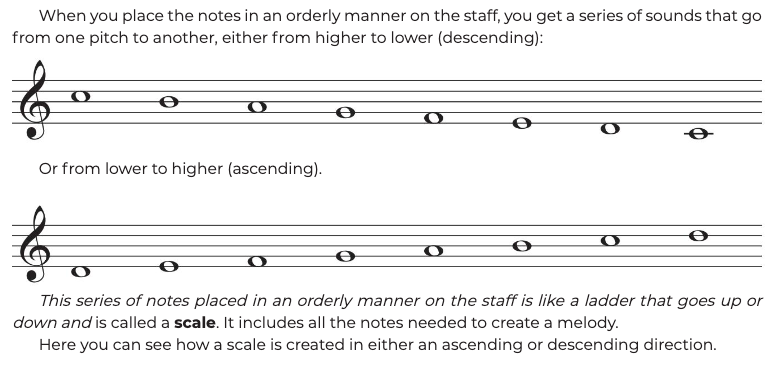 When you place the notes in an orderly manner on the staff, you get a series of sounds that go
from one pitch to another, either from higher to lower (descending):
Or from lower to higher (ascending).
This series of notes placed in an orderly manner on the staff is like a ladder that goes up or
down and is called a scale. It includes all the notes needed to create a melody.
Here you can see how a scale is created in either an ascending or descending direction.